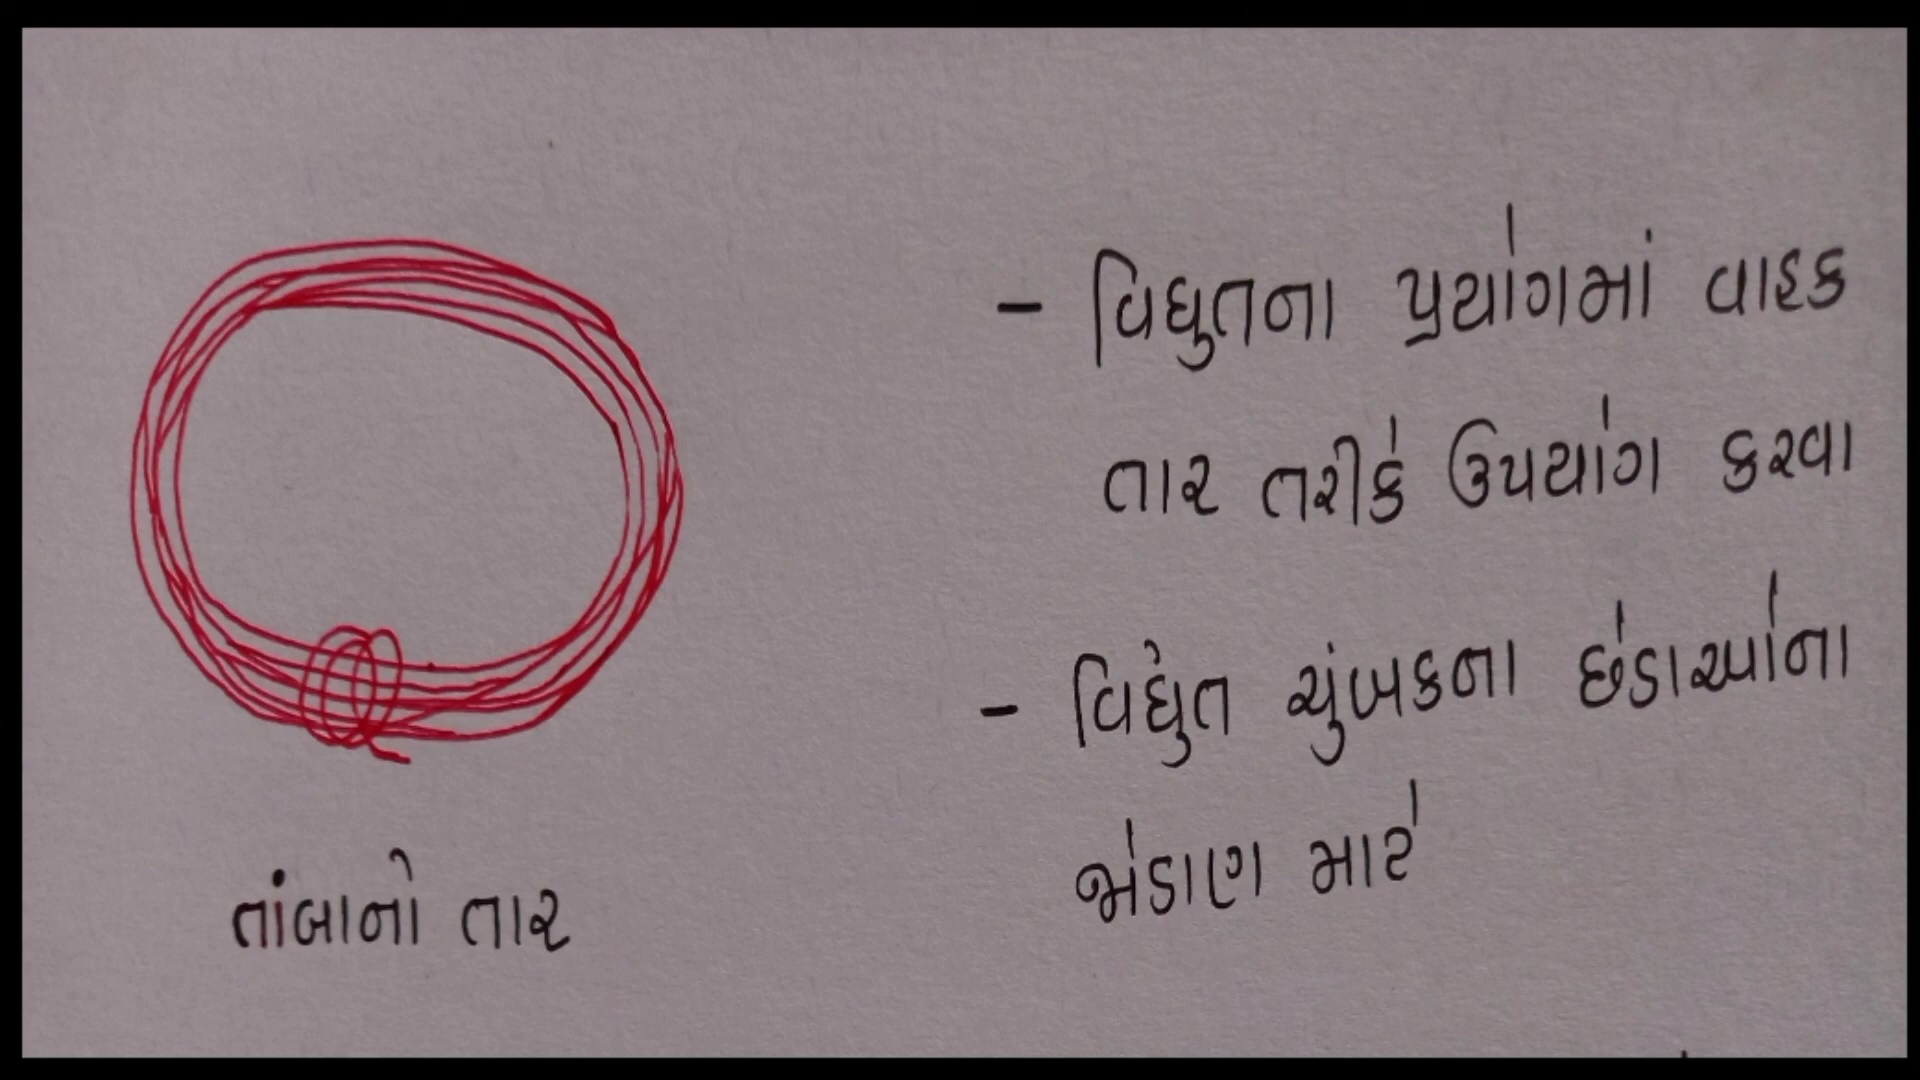 - વિદ્યુતના પ્રયોગમાં વાહક
તાર તરીકે ઉપયોગ કરવા
- વિદ્યુત ચુંબકના છેડાઓના
જોડાણ માટે
તાંબાનો તાર